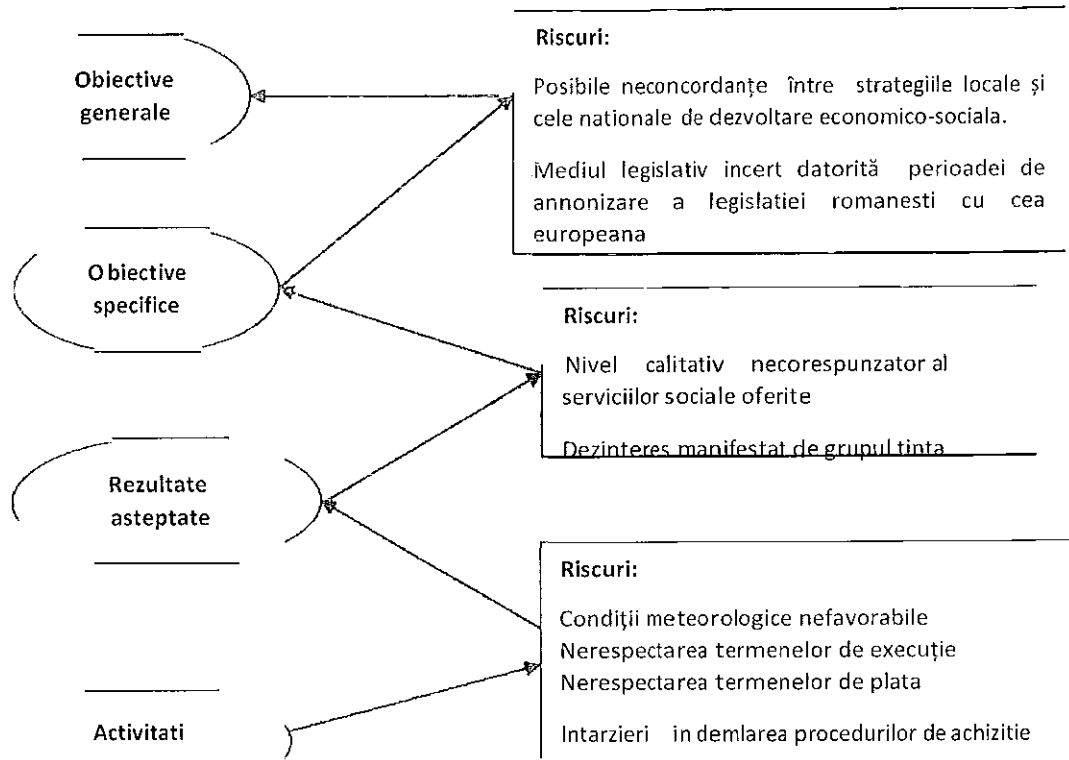 Obiective
generale
Riscuri:
Posibile neconcordanțe între strategiile locale și
cele nationale de dezvoltare economico-sociala.
Mediul legislativ incert datorită perioadei de
annonizare a legislatiei romanesti cu cea
europeana
Obiective
specifice
Riscuri:
Nivel calitativ necorespunzator al
serviciilor sociale oferite
Dezinteres manifestat de grupul tinta
Rezultate
asteptate
Riscuri:
Condiții meteorologice nefavorabile
Nerespectarea termenelor de execuție
Nerespectarea termenelor de plata
Intarzieri in demlarea procedurilor de achizitie
Activitati